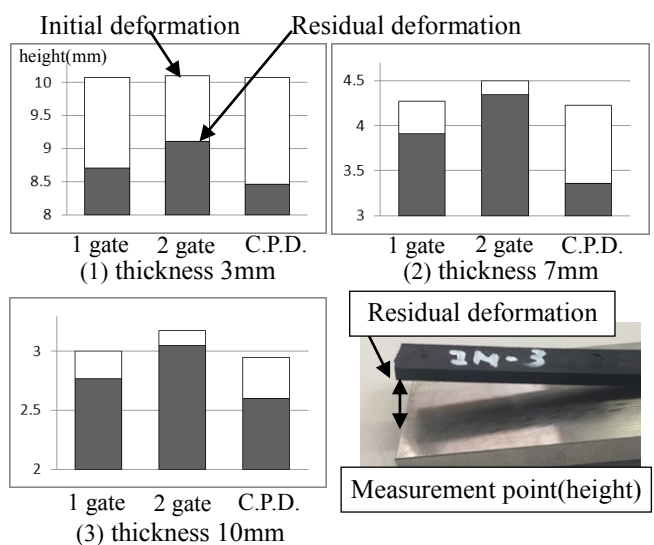 Initial deformation
Residual deformation
height(mm)
10
9.5
9
8.5
8
1 gate 2 gate C.P.D.
(1) thickness 3mm
4.5
4
3.5
3
1 gate 2 gate C.P.D.
(2) thickness 7mm
3
2.5
2
1 gate 2 gate C.P.D.
(3) thickness 10mm
Residual deformation
Measurement point(height)